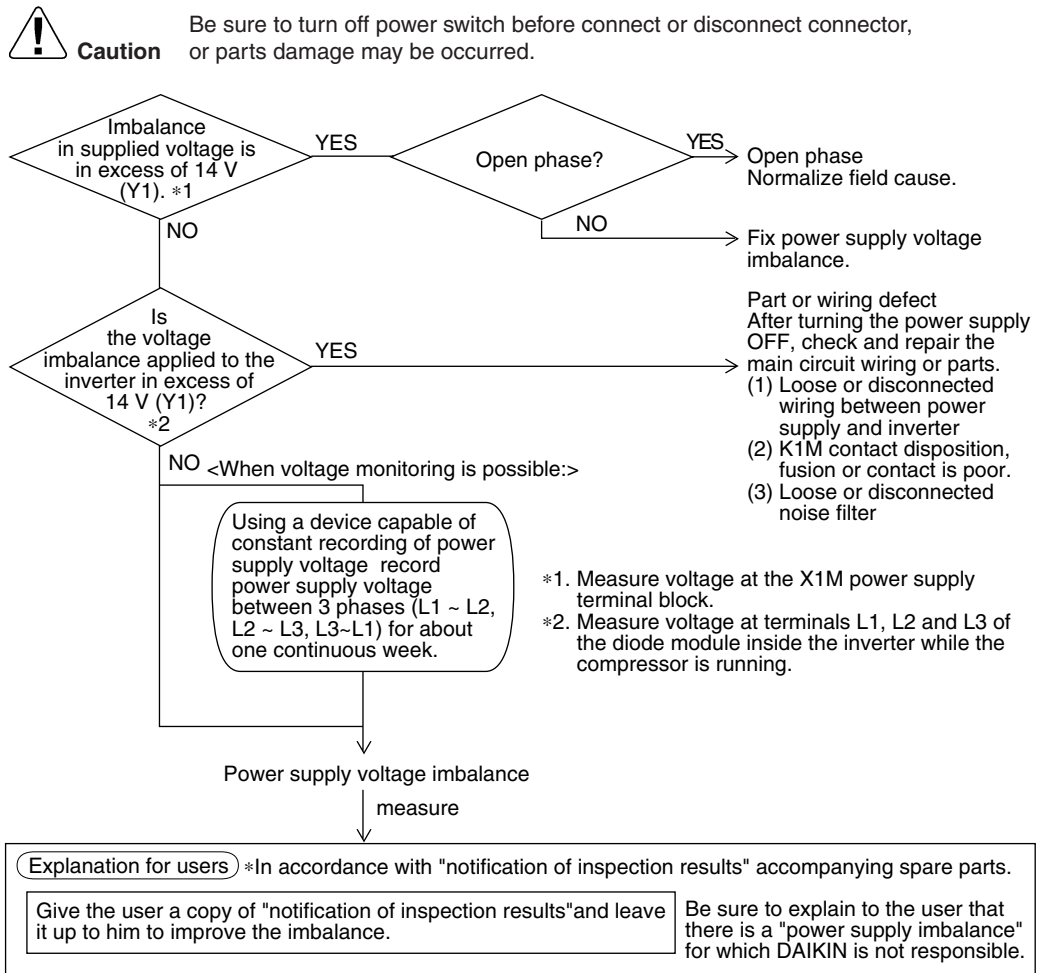 Be sure to turn off power switch before connect or disconnect connector,
Caution or parts damage may be occurred.
Imbalance
in supplied voltage is
in excess of 14 V
(Y1). *1
YES
Open phase?
YES
Open phase
Normalize field cause.
NO
NO
Fix power supply voltage
imbalance.
Is
the voltage
imbalance applied to the
inverter in excess of
14 V (Y1)?
*2
YES
Part or wiring defect
After turning the power supply
OFF, check and repair the
main circuit wiring or parts.
(1) Loose or disconnected
wiring between power
supply and inverter
(2) K1M contact disposition,
fusion or contact is poor.
(3) Loose or disconnected
noise filter
NO <When voltage monitoring is possible:>
Using a device capable of
constant recording of power
supply voltage record
power supply voltage
between 3 phases (L1 ~ L2,
L2 ~ L3, L3~L1) for about
one continuous week.
*1. Measure voltage at the X1M power supply
terminal block.
*2. Measure voltage at terminals L1, L2 and L3 of
the diode module inside the inverter while the
compressor is running.
Power supply voltage imbalance
measure
Explanation for users *In accordance with "notification of inspection results" accompanying spare parts.
Give the user a copy of "notification of inspection results"and leave
it up to him to improve the imbalance.
Be sure to explain to the user that
there is a "power supply imbalance"
for which DAIKIN is not responsible.